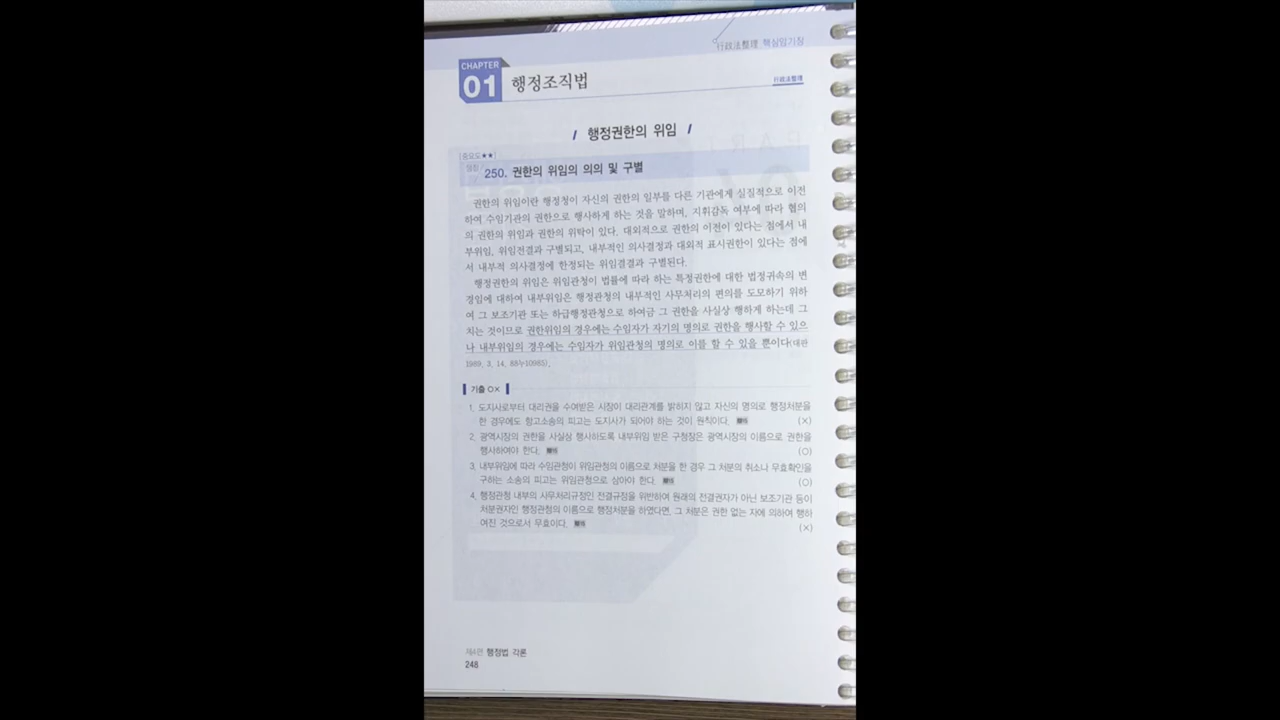 行政法整理 핵심암기장
CHAPTER
01 행정조직법
行政法整理
/ 행정권한의 위임 /
[중요도★★]
250. 권한의 위임의 의의 및 구별
권한의 위임이란 행정청이 자신의 권한의 일부를 다른 기관에게 실질적으로 이전
하여 수임기관의 권한으로 행사하게 하는 것을 말하며, 지휘감독 여부에 따라 협의
의 권한의 위임과 권한의 위탁이 있다. 대외적으로 권한의 이전이 있다는 점에서 내
부위임, 위임전결과 구별되고, 내부적인 의사결정과 대외적 표시권한이 있다는 점에
서 내부적 의사결정에 한정되는 위임결결과 구별된다.
행정권한의 위임은 위임관청이 법률에 따라 하는 특정권한에 대한 법정귀속의 변
경임에 대하여 내부위임은 행정관청의 내부적인 사무처리의 편의를 도모하기 위하
여 그 보조기관 또는 하급행정관청으로 하여금 그 권한을 사실상 행하게 하는데 그
치는 것이므로 권한위임의 경우에는 수임자가 자기의 명의로 권한을 행사할 수 있으
나 내부위임의 경우에는 수임자가 위임관청의 명의로 이를 할 수 있을 뿐이다(대판
1989. 3. 14. 88누10985).
기출 OX
1. 도지사로부터 대리권을 수여받은 시장이 대리관계를 밝히지 않고 자신의 명의로 행정처분을
한 경우에도 항고소송의 피고는 도지사가 되어야 하는 것이 원칙이다. (X)
2. 광역시장의 권한을 사실상 행사하도록 내부위임 받은 구청장은 광역시장의 이름으로 권한을
행사하여야 한다. (O)
3. 내부위임에 따라 수임관청이 위임관청의 이름으로 처분을 한 경우 그 처분의 취소나 무효확인을
구하는 소송의 피고는 위임관청으로 삼아야 한다. (O)
4. 행정관청 내부의 사무처리규정인 전결규정을 위반하여 원래의 전결권자가 아닌 보조기관 등이
처분권자인 행정관청의 이름으로 행정처분을 하였다면, 그 처분은 권한 없는 자에 의하여 행하
여진 것으로서 무효이다. (X)
제4편 행정법 각론
248